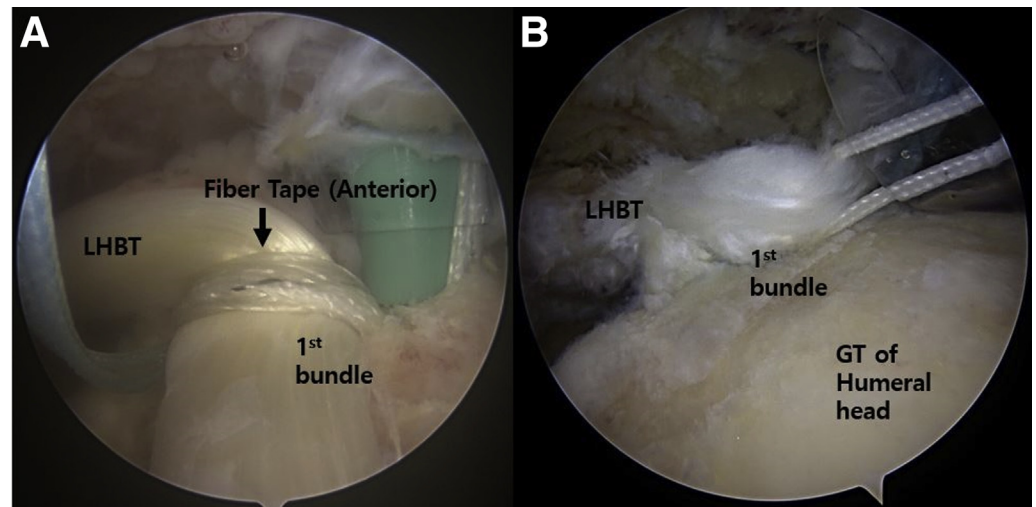 A
Fiber Tape (Anterior)
LHBT
1st
bundle
B
LHBT
1st
bundle
GT of
Humeral
head